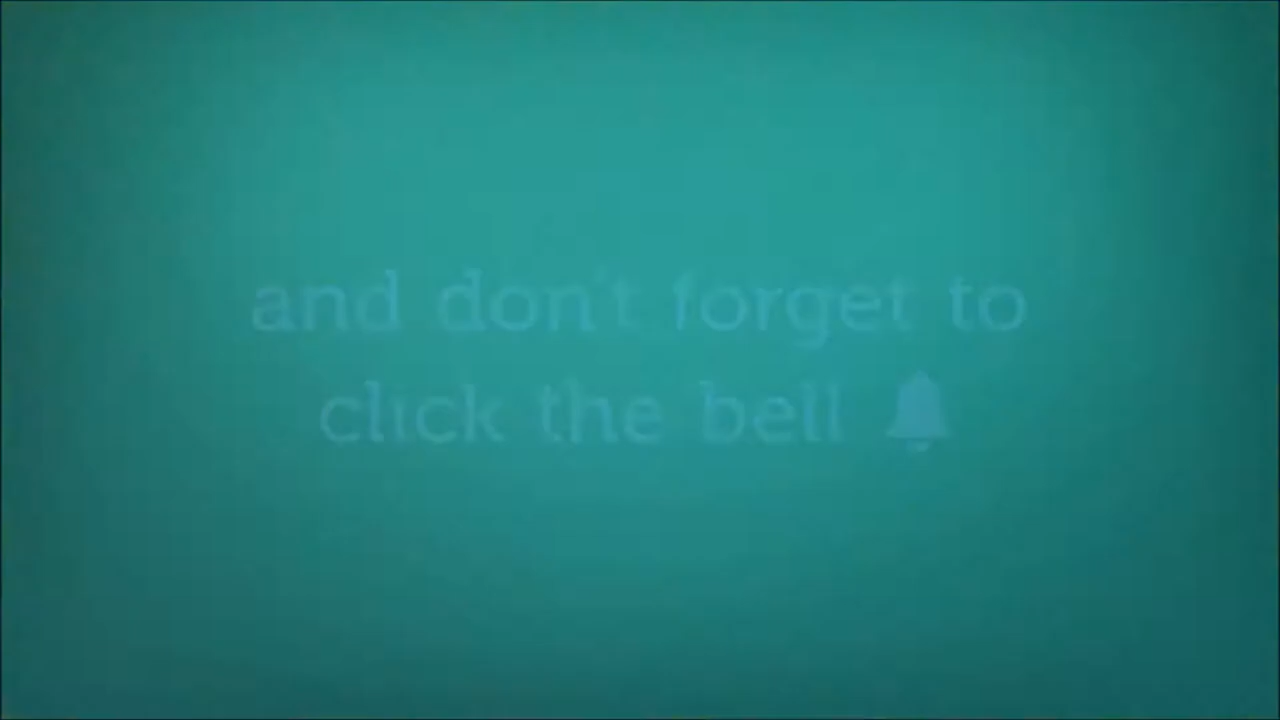 and don't forget to
click the bell 🔔